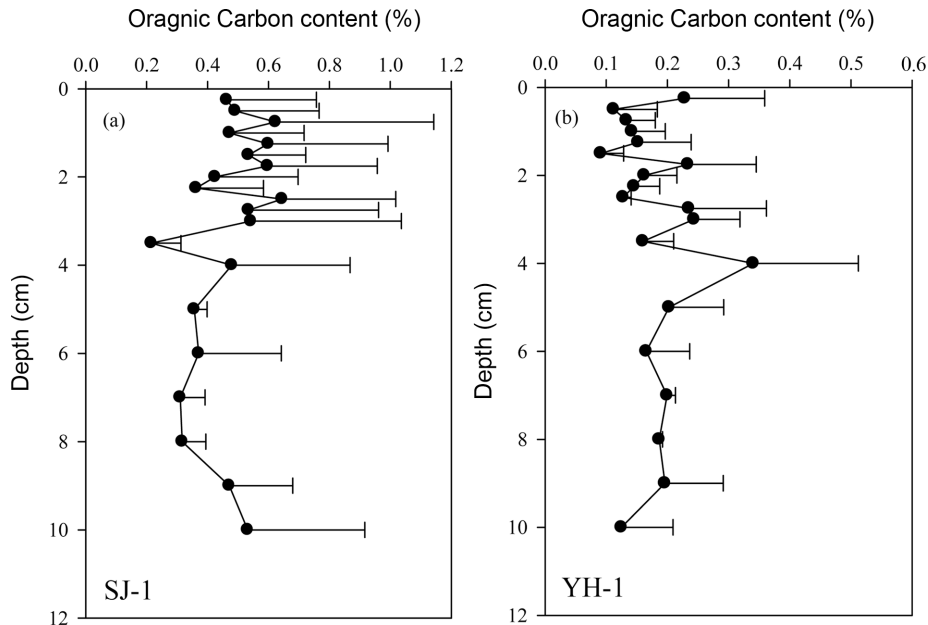 Oragnic Carbon content (%)
0.0 0.2 0.4 0.6 0.8 1.0 1.2
0
2
4
6
8
10
12
Depth (cm)
(a)
SJ-1
Oragnic Carbon content (%)
0.0 0.1 0.2 0.3 0.4 0.5 0.6
0
2
4
6
8
10
12
Depth (cm)
(b)
YH-1